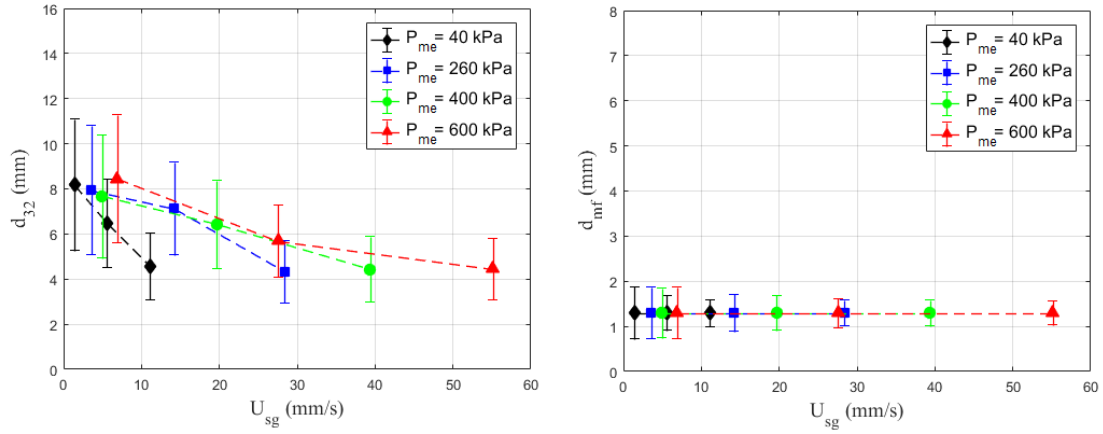 16
14
12
10
8
6
4
2
0
d32 (mm)
0 10 20 30 40 50 60
Usg (mm/s)
Pme= 40 kPa
Pme= 260 kPa
Pme= 400 kPa
Pme= 600 kPa
8
7
6
5
4
3
2
1
0
dmf (mm)
0 10 20 30 40 50 60
Usg (mm/s)
Pme= 40 kPa
Pme= 260 kPa
Pme= 400 kPa
Pme= 600 kPa